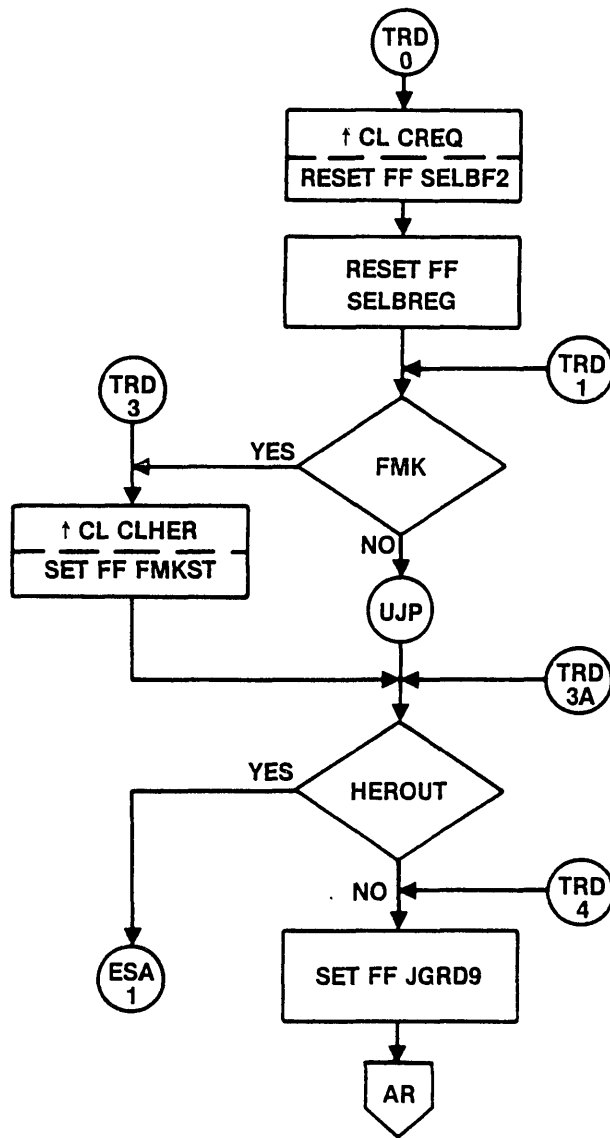 TRD
0
↑ CL CREQ
RESET FF SELBF2
RESET FF
SELBREG
TRD
1
TRD
3
YES
FMK
↑ CL CLHER
SET FF FMKST
NO
UJP
TRD
3A
YES
HEROUT
NO
TRD
4
ESA
1
SET FF JGRD9
AR